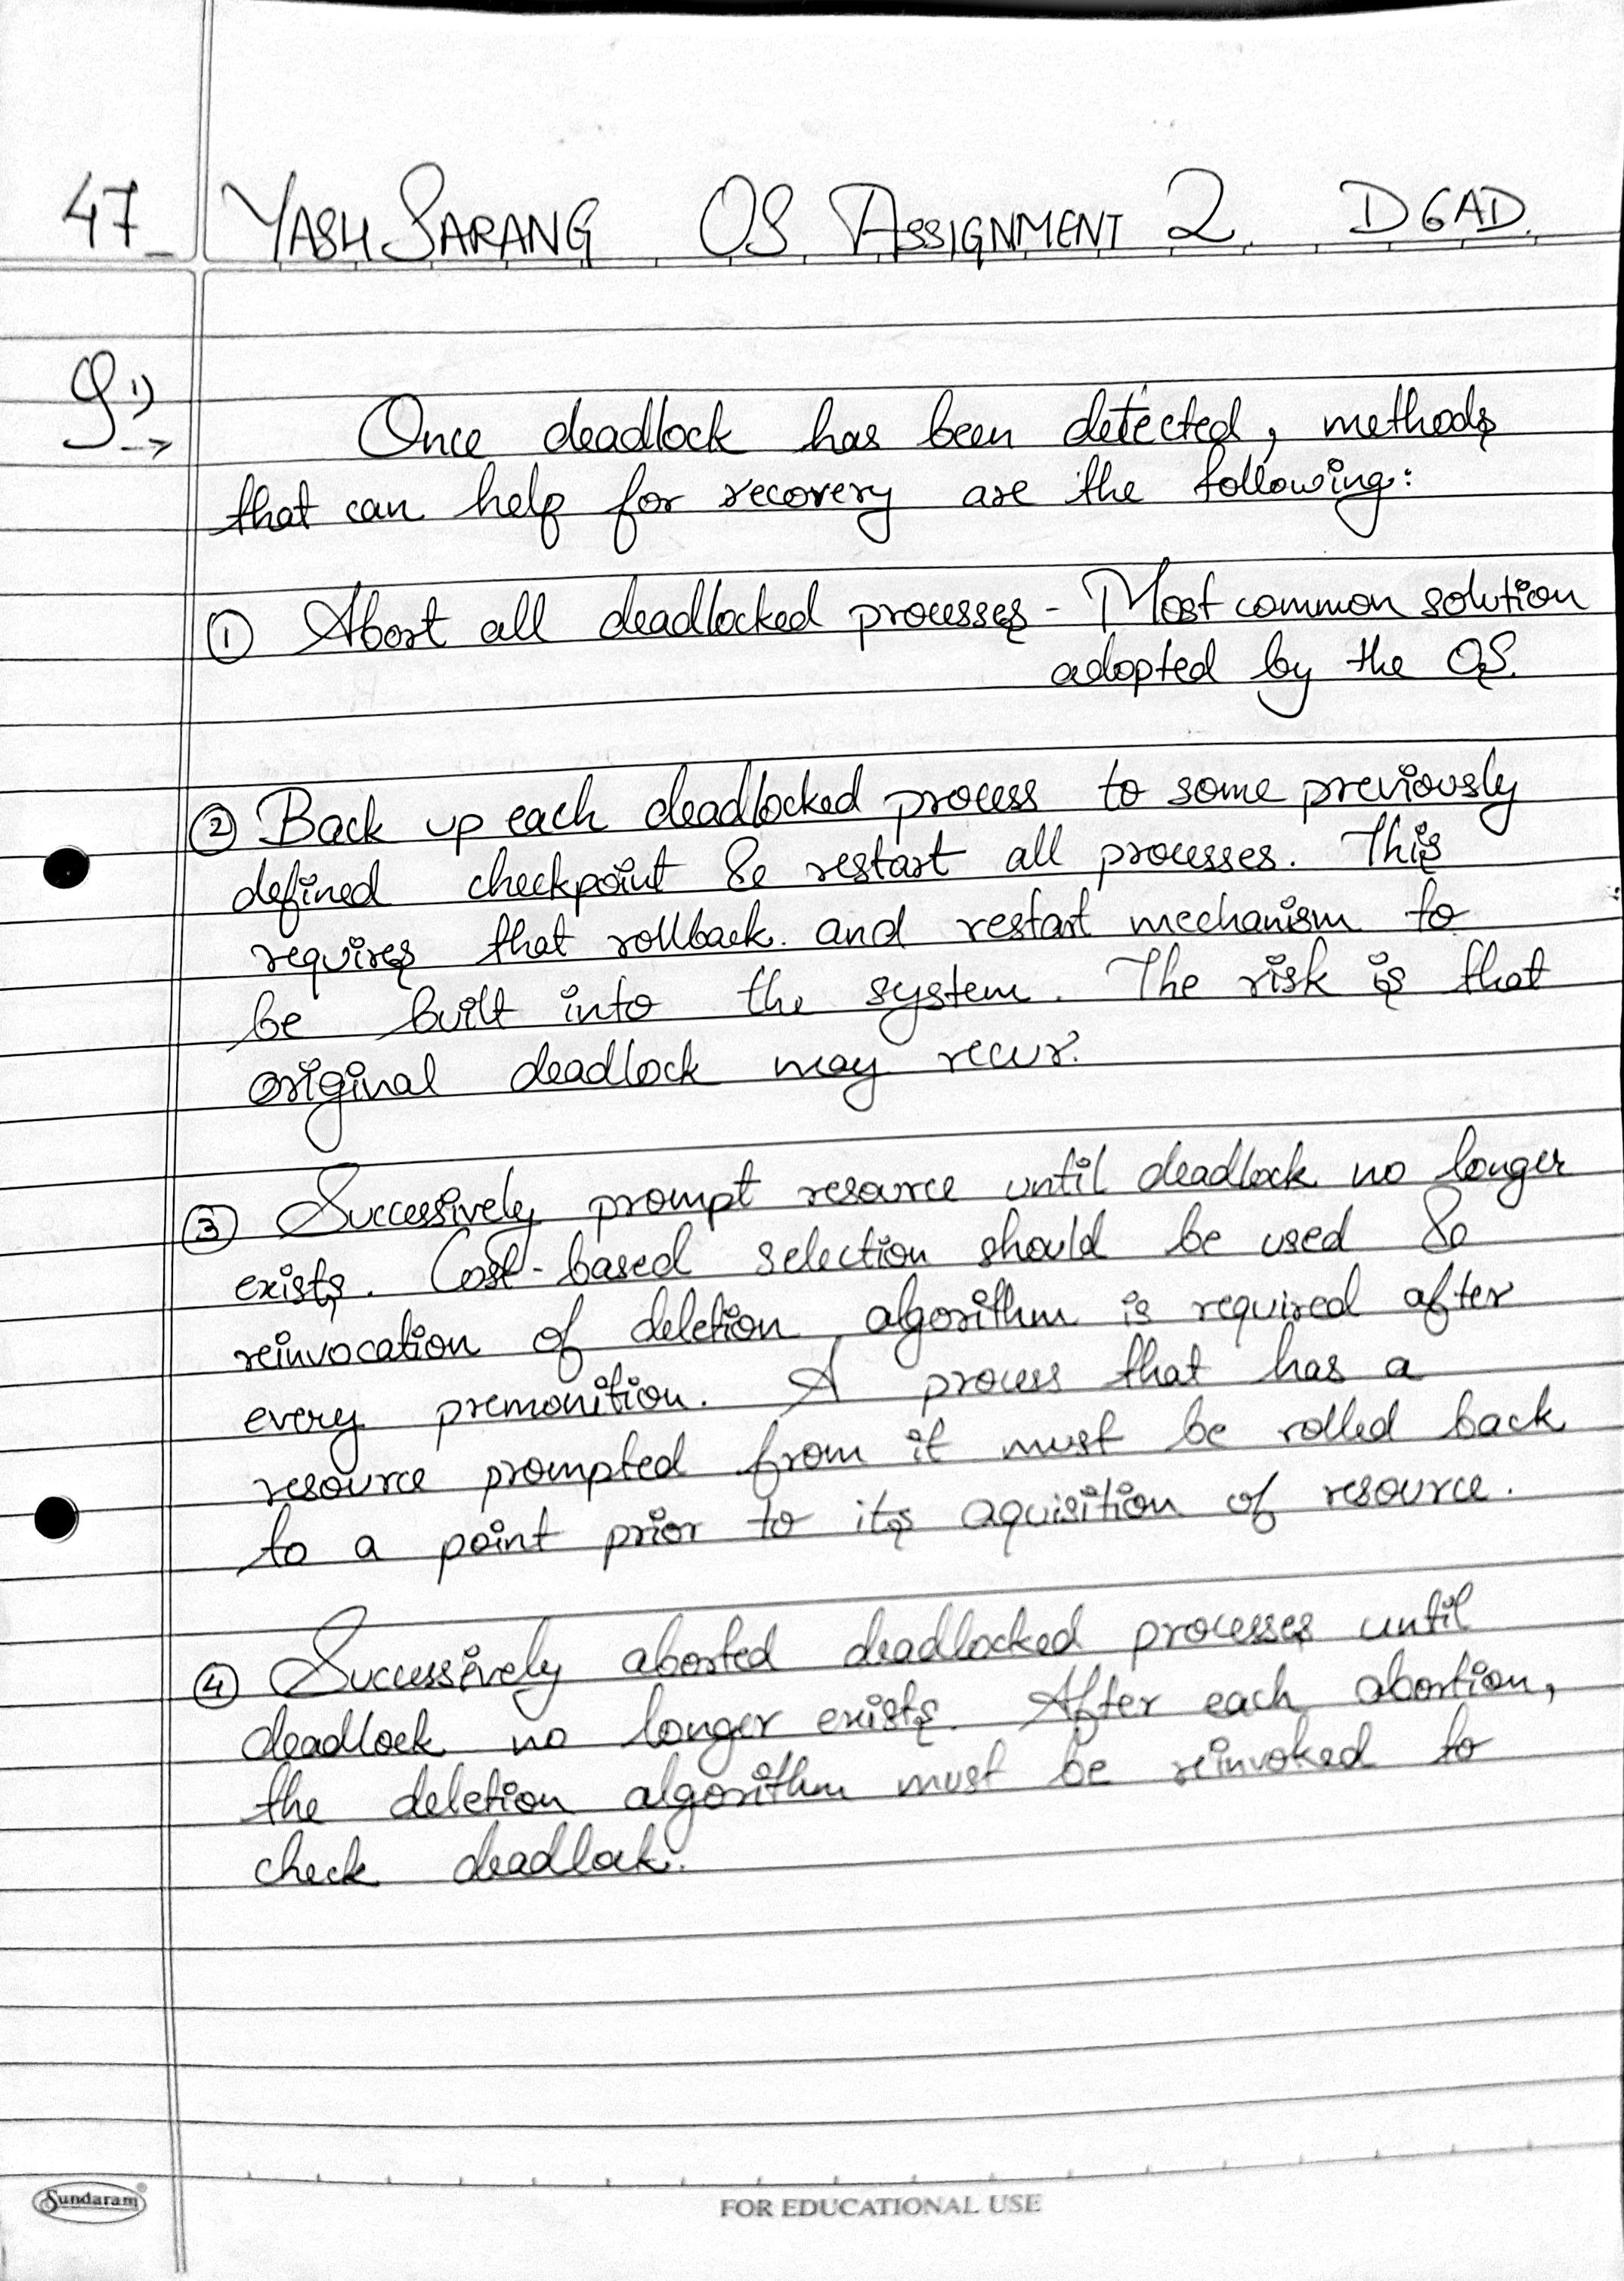 47 YASH SARANG OS ASSIGNMENT 2. D6AD.
Q1)
-->
Once deadlock has been detected, methods
that can help for recovery are the following:
① Abort all deadlocked processes - Most common solution
adopted by the OS.
② Back up each deadlocked process to some previously
defined checkpoint & restart all processes. This
requires that rollback and restart mechanism to
be built into the system. The risk is that
original deadlock may recur.
③ Successively prompt resource until deadlock no longer
exists. Cost-based selection should be used &
reinvocation of deletion algorithm is required after
every premonition. A process that has a
resource prompted from it must be rolled back
to a point prior to its aquisition of resource.
④ Successively aborted deadlocked processes until
deadlock no longer exists. After each abortion,
the deletion algorithm must be reinvoked to
check deadlock.
Sundaram
FOR EDUCATIONAL USE